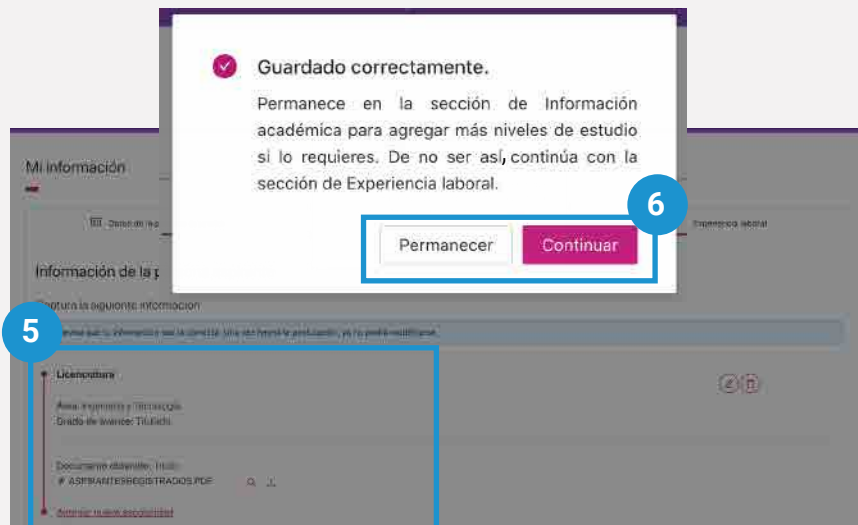 Guardado correctamente.
Permanece en la sección de Información
académica para agregar más niveles de estudio
si lo requieres. De no ser así, continúa con la
sección de Experiencia laboral.
6
Permanecer
Continuar
Mi información
Experiencia laboral
Información de la
Captura la siguiente información
5
Licenciatura
Área: Ingeniería y Tecnología
Grado de avance: Titulado
Documento obtenido: Título
ASPIRANTESREGISTRADOS.PDF
Agregar nueva escolaridad